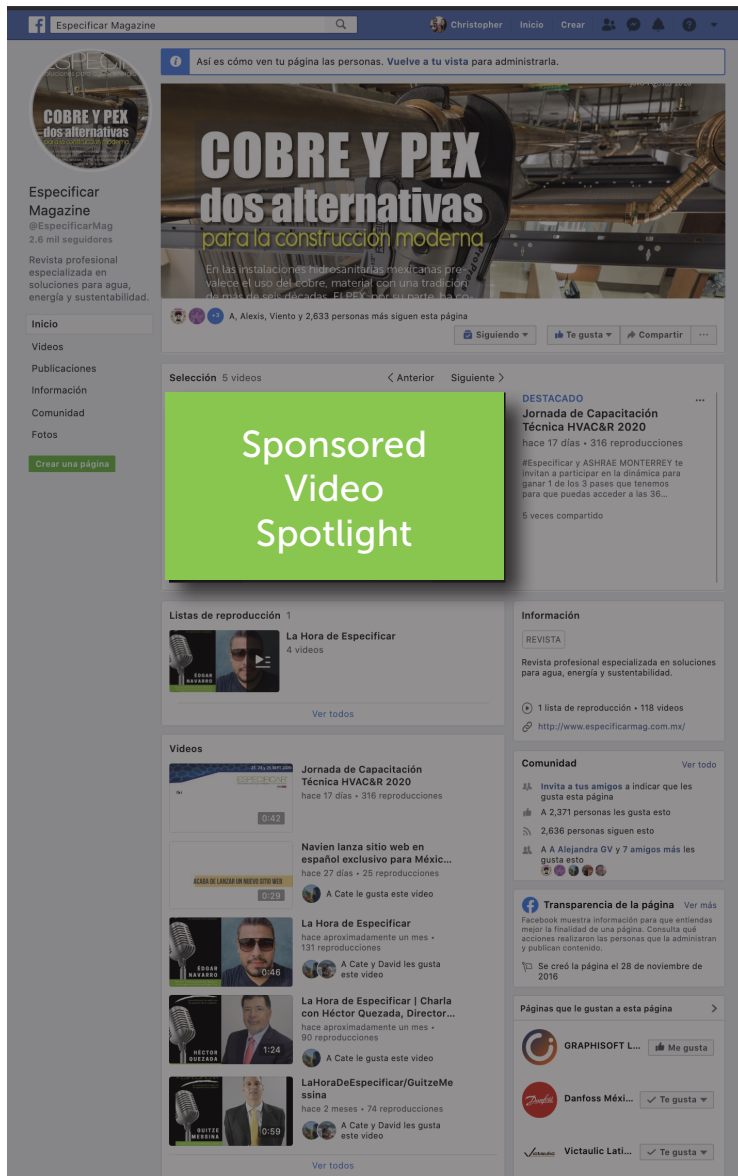 Especificar Magazine
Christopher
Inicio
Crear
Así es cómo ven tu página las personas. Vuelve a tu vista para administrarla.
COBRE Y PEX
dos alternativas
para la construcción moderna
COBRE Y PEX
dos alternativas
para la construcción moderna
En las instalaciones hidrosanitarias mexicanas pre-
valece el uso del cobre, material con una tradición
de más de seis décadas. El PEX, por su parte, ha co-
Especificar
Magazine
@EspecificarMag
2.6 mil seguidores
Revista profesional
especializada en
soluciones para agua,
energía y sustentabilidad.
Inicio
Videos
Publicaciones
Información
Comunidad
Fotos
Crear una página
+3
A, Alexis, Viento y 2,633 personas más siguen esta página
Siguiendo
Te gusta
Compartir
Selección 5 videos
Anterior
Siguiente
Sponsored
Video
Spotlight
DESTACADO
Jornada de Capacitación
Técnica HVAC&R 2020
hace 17 días • 316 reproducciones
#Especificar y ASHRAE MONTERREY te
invitan a participar en la dinámica para
ganar 1 de los 3 pases que tenemos
para que puedas acceder a las 36...
5 veces compartido
Listas de reproducción 1
EDGAR
NAVARRO
La Hora de Especificar
4 videos
Ver todos
Videos
ESPECIFICAR
0:42
Jornada de Capacitación
Técnica HVAC&R 2020
hace 17 días • 316 reproducciones
ACABA DE LANZAR UN NUEVO SITIO WEB
0:29
Navien lanza sitio web en
español exclusivo para Méxic...
hace 27 días • 25 reproducciones
A Cate le gusta este video
EDGAR
NAVARRO
0:46
La Hora de Especificar
hace aproximadamente un mes •
131 reproducciones
A Cate y David les gusta
este video
HÉCTOR
QUEZADA
1:24
La Hora de Especificar | Charla
con Héctor Quezada, Director...
hace aproximadamente un mes •
90 reproducciones
A Cate le gusta este video
GUITZE
MESSINA
0:59
LaHoraDeEspecificar/GuitzeMe
ssina
hace 2 meses • 74 reproducciones
A Cate y David les gusta
este video
Ver todos
Información
REVISTA
Revista profesional especializada en soluciones
para agua, energía y sustentabilidad.
1 lista de reproducción • 118 videos
http://www.especificarmag.com.mx/
Comunidad
Ver todo
Invita a tus amigos a indicar que les
gusta esta página
A 2,371 personas les gusta esto
2,636 personas siguen esto
A A Alejandra GV y 7 amigos más les
gusta esto
Transparencia de la página
Ver más
Facebook muestra información para que entiendas
mejor la finalidad de una página. Consulta qué
acciones realizaron las personas que la administran
y publican contenido.
Se creó la página el 28 de noviembre de
2016
Páginas que le gustan a esta página
GRAPHISOFT L...
Me gusta
Danfoss
Danfoss Méxi...
Te gusta
Victaulic
Victaulic Lati...
Te gusta